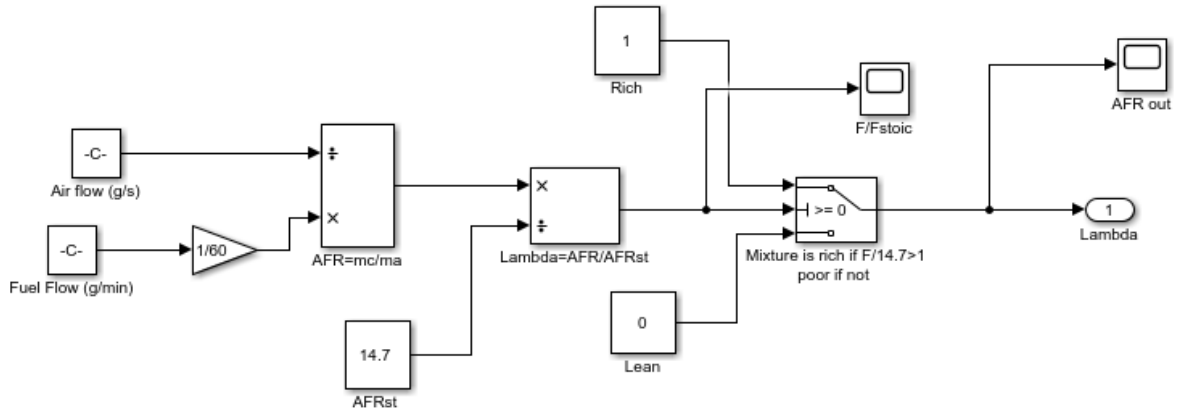 1
Rich
F/Fstoic
AFR out
-C-
Air flow (g/s)
÷
×
AFR=mc/ma
-C-
Fuel Flow (g/min)
1/60
×
÷
Lambda=AFR/AFRst
>= 0
Mixture is rich if F/14.7>1
poor if not
1
Lambda
0
Lean
14.7
AFRst